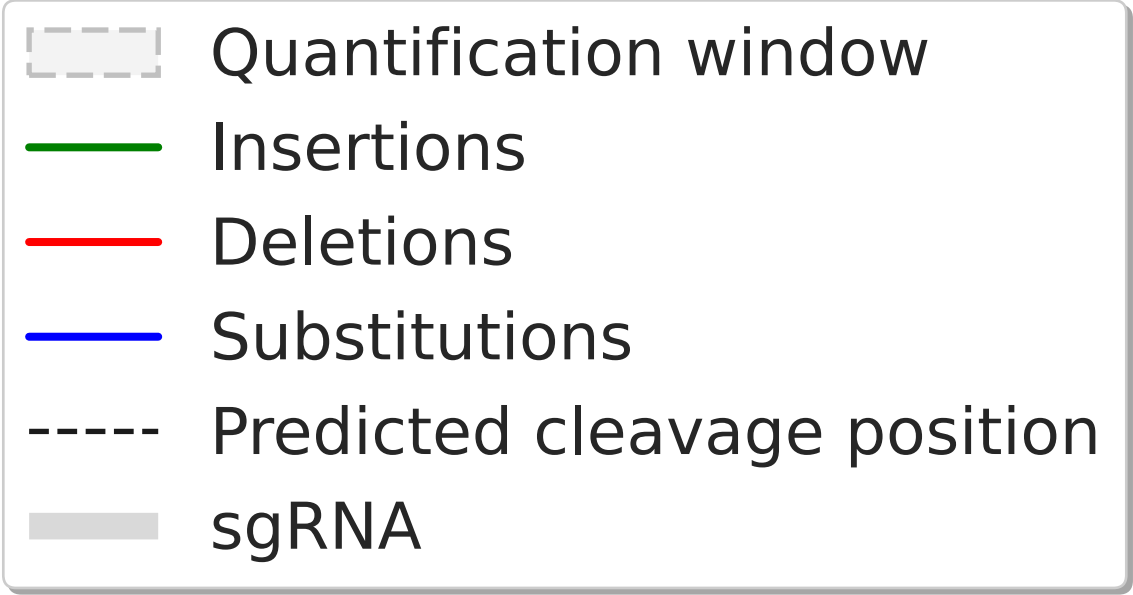 Quantification window
Insertions
Deletions
Substitutions
Predicted cleavage position
sgRNA